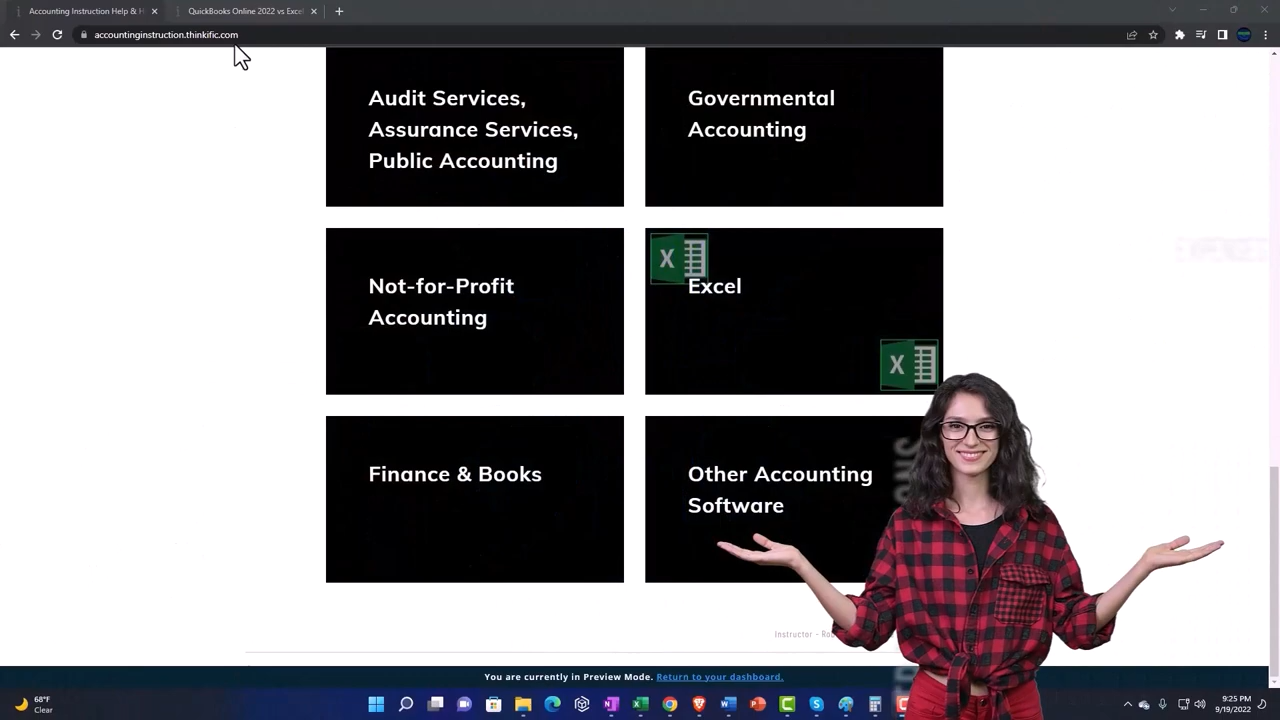 Accounting Instruction Help & H
QuickBooks Online 2022 vs Excel
accountinginstruction.thinkific.com
Audit Services,
Assurance Services,
Public Accounting
Governmental
Accounting
Not-for-Profit
Accounting
X
Excel
X
Finance & Books
Other Accounting
Software
Instructor - Rob
You are currently in Preview Mode. Return to your dashboard.
68°F
Clear
9:25 PM
9/19/2022